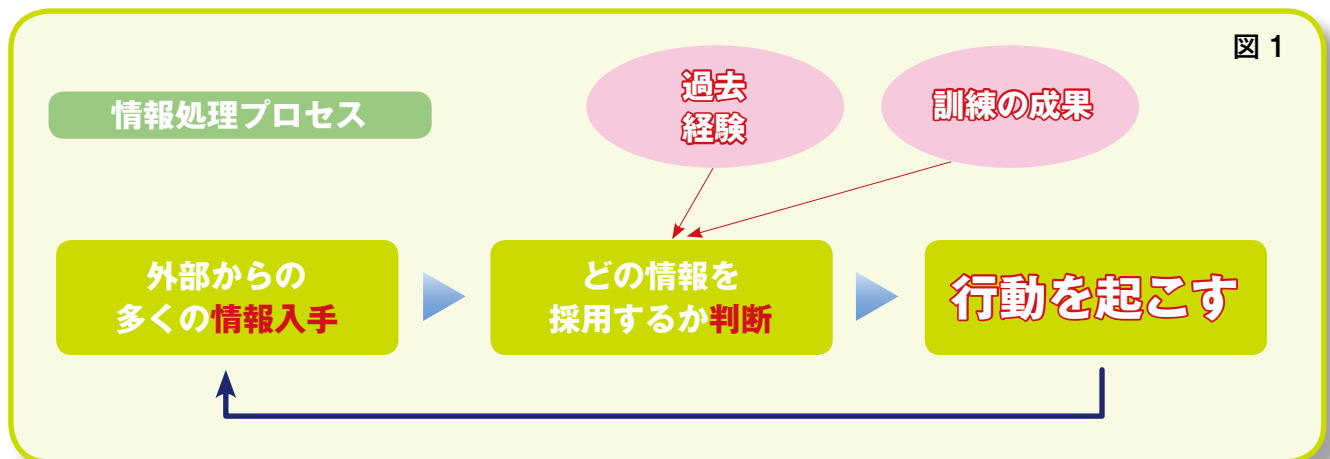 図 1
情報処理プロセス
過去
経験
訓練の成果
外部からの
多くの情報入手
どの情報を
採用するか判断
行動を起こす